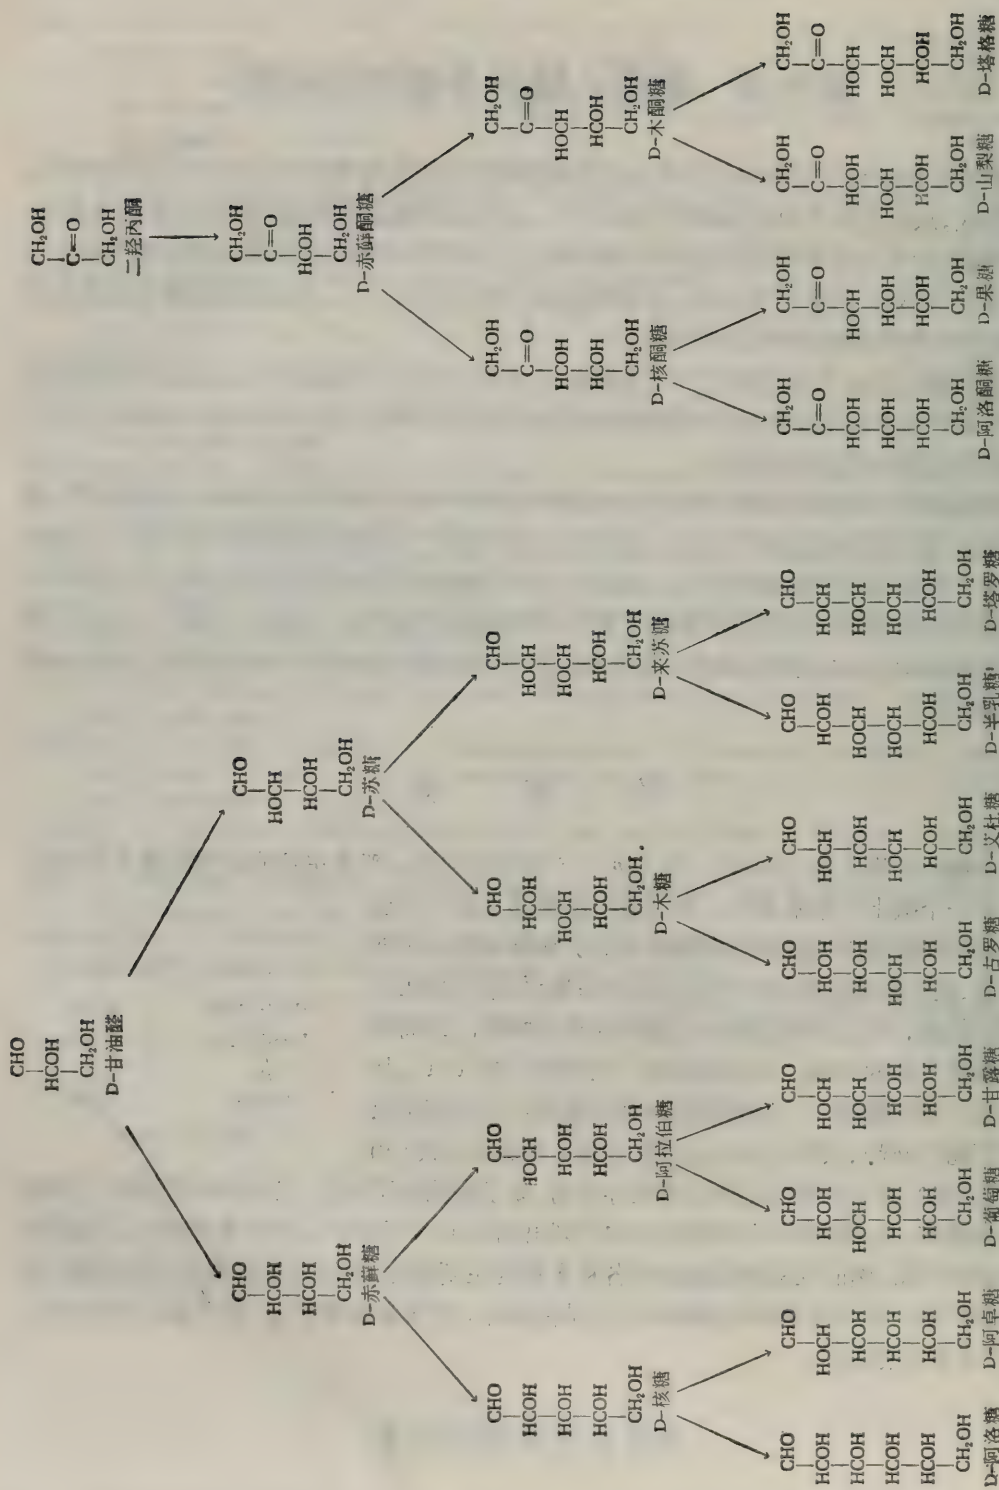 CHO
HCOH
CH₂OH
D-甘油醛
CHO
HCOH
HCOH
CH₂OH
D-赤藓糖
CHO
HOCH
HCOH
CH₂OH
D-苏糖
CHO
HCOH
HCOH
HCOH
CH₂OH
D-核糖
CHO
HOCH
HCOH
HCOH
CH₂OH
D-阿拉伯糖
CHO
HCOH
HOCH
HCOH
CH₂OH
D-木糖
CHO
HOCH
HOCH
HCOH
CH₂OH
D-来苏糖
CHO
HCOH
HCOH
HCOH
HCOH
CH₂OH
D-阿洛糖
CHO
HOCH
HCOH
HCOH
HCOH
CH₂OH
D-阿卓糖
CHO
HCOH
HOCH
HCOH
HCOH
CH₂OH
D-葡萄糖
CHO
HOCH
HOCH
HCOH
HCOH
CH₂OH
D-甘露糖
CHO
HCOH
HCOH
HOCH
HCOH
CH₂OH
D-古罗糖
CHO
HOCH
HCOH
HOCH
HCOH
CH₂OH
D-艾杜糖
CHO
HCOH
HOCH
HOCH
HCOH
CH₂OH
D-半乳糖
CHO
HOCH
HOCH
HOCH
HCOH
CH₂OH
D-塔罗糖
CH₂OH
C=O
CH₂OH
二羟丙酮
CH₂OH
C=O
HCOH
CH₂OH
D-赤藓酮糖
CH₂OH
C=O
HCOH
HCOH
CH₂OH
D-核酮糖
CH₂OH
C=O
HOCH
HCOH
CH₂OH
D-木酮糖
CH₂OH
C=O
HCOH
HCOH
HCOH
CH₂OH
D-阿洛酮糖
CH₂OH
C=O
HOCH
HCOH
HCOH
CH₂OH
D-果糖
CH₂OH
C=O
HCOH
HOCH
HCOH
CH₂OH
D-山梨糖
CH₂OH
C=O
HOCH
HOCH
HCOH
CH₂OH
D-塔格糖